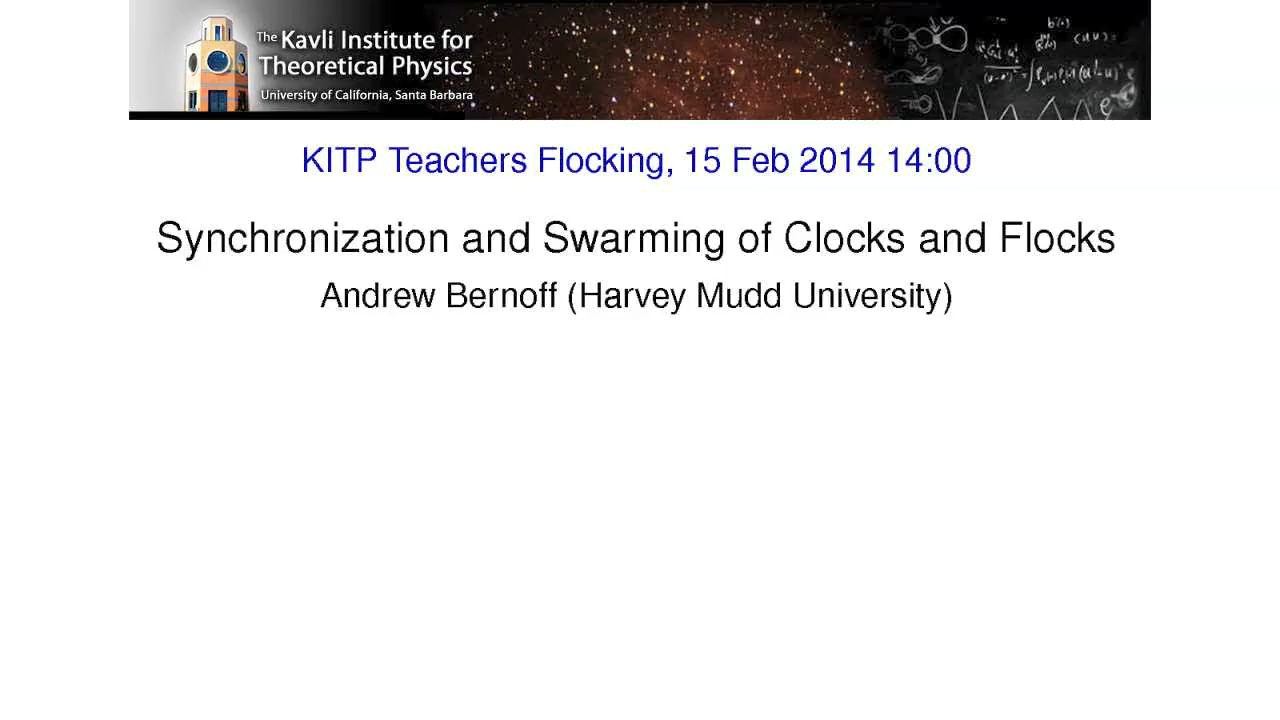 The Kavli Institute for
Theoretical Physics
University of California, Santa Barbara
KITP Teachers Flocking, 15 Feb 2014 14:00
Synchronization and Swarming of Clocks and Flocks
Andrew Bernoff (Harvey Mudd University)